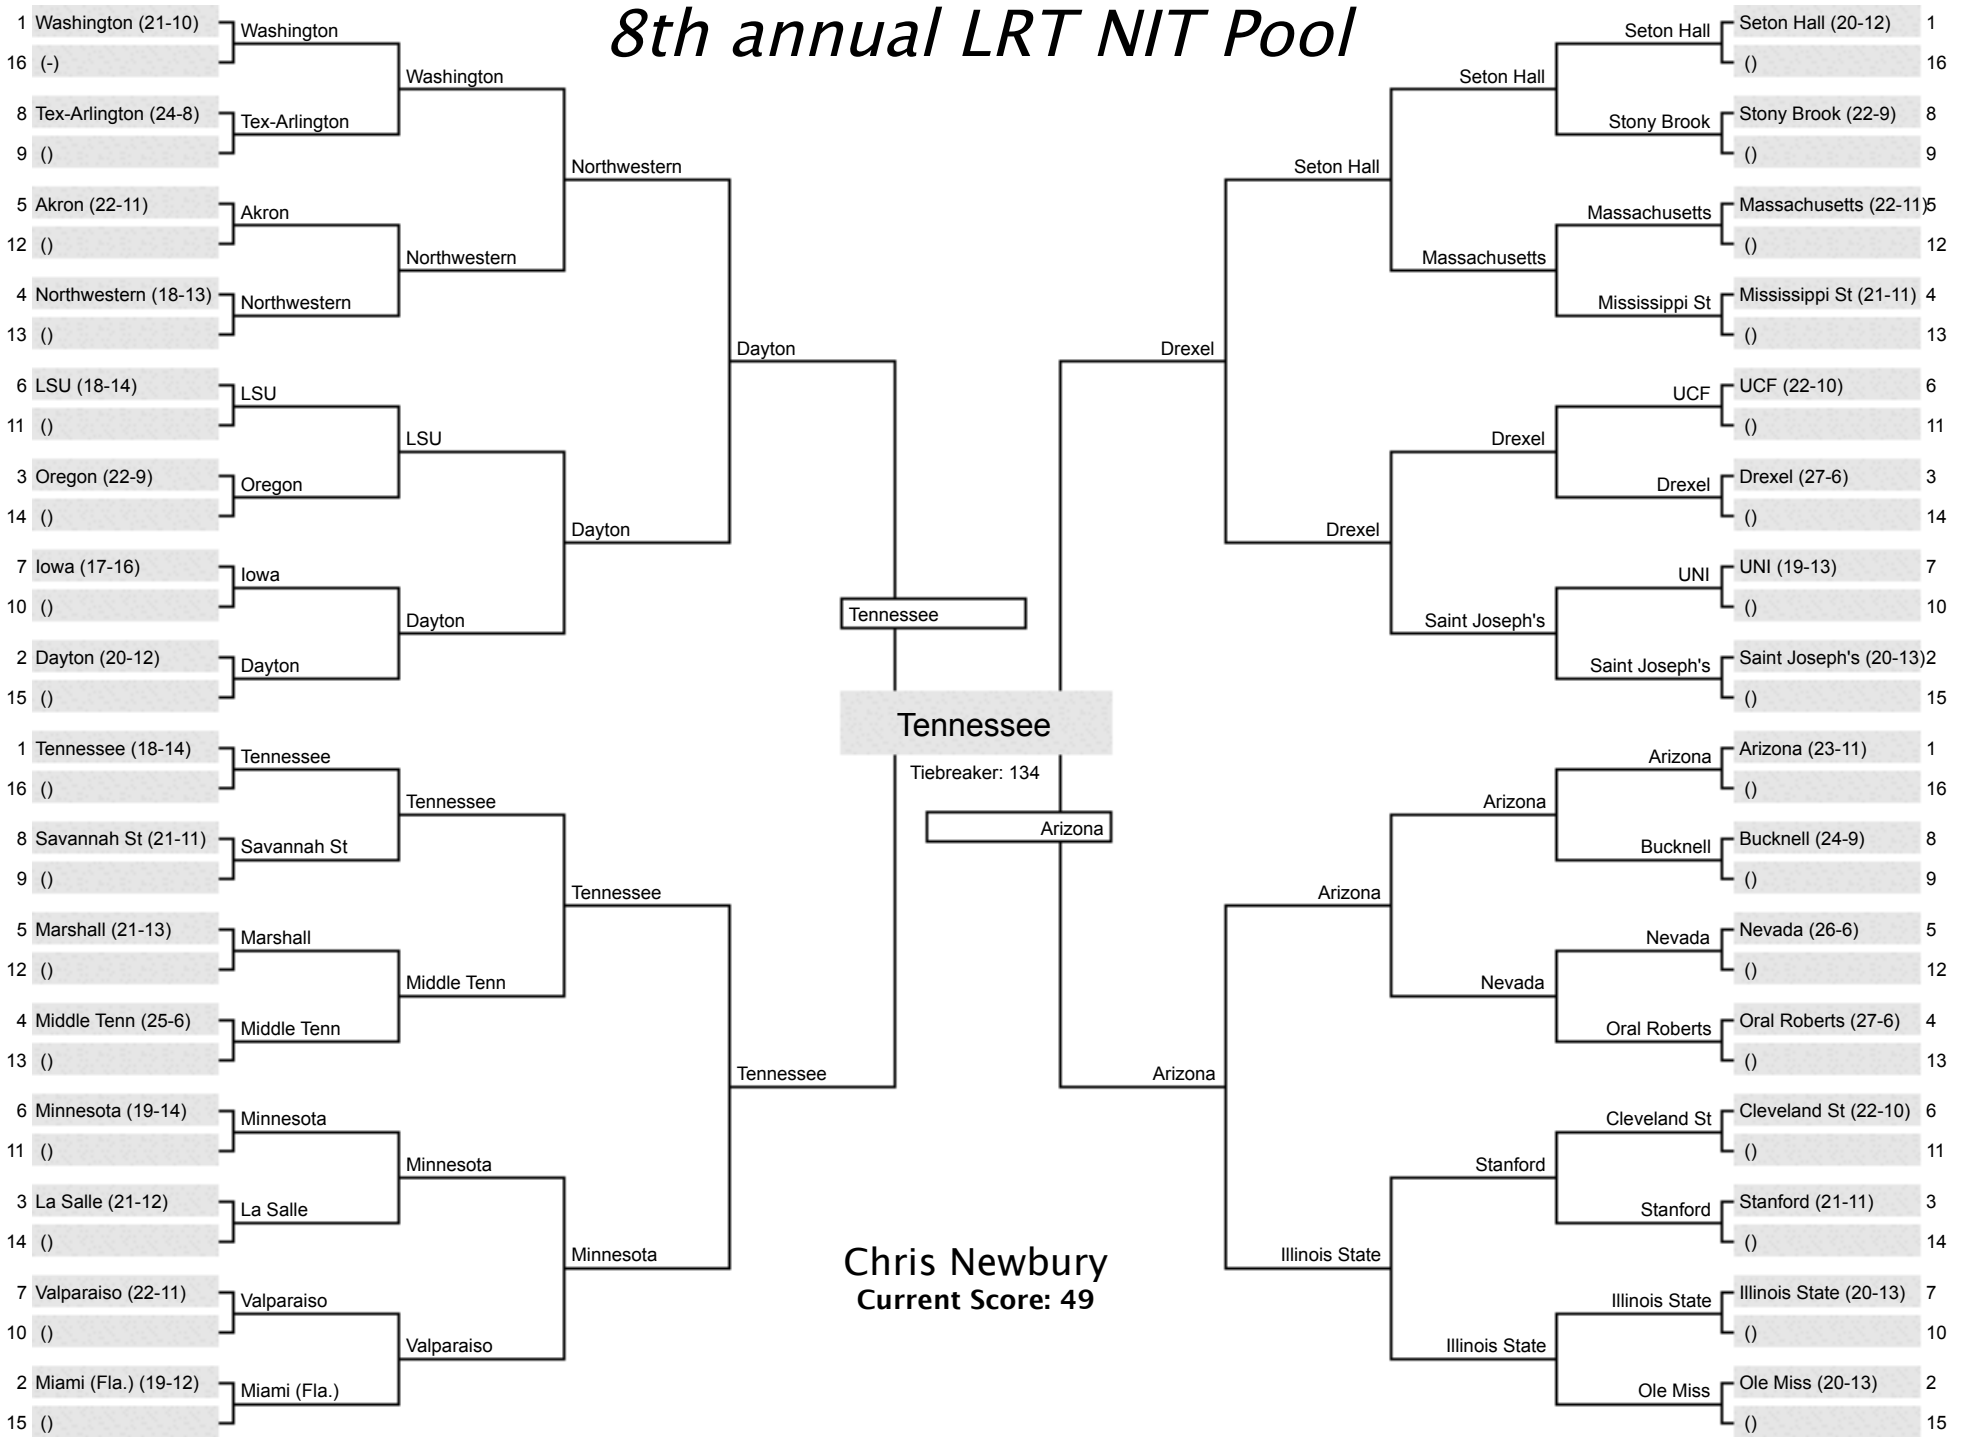 8th annual LRT NIT Pool
1 Washington (21-10)
16 (-)
8 Tex-Arlington (24-8)
9 ()
5 Akron (22-11)
12 ()
4 Northwestern (18-13)
13 ()
6 LSU (18-14)
11 ()
3 Oregon (22-9)
14 ()
7 Iowa (17-16)
10 ()
2 Dayton (20-12)
15 ()
1 Tennessee (18-14)
16 ()
8 Savannah St (21-11)
9 ()
5 Marshall (21-13)
12 ()
4 Middle Tenn (25-6)
13 ()
6 Minnesota (19-14)
11 ()
3 La Salle (21-12)
14 ()
7 Valparaiso (22-11)
10 ()
2 Miami (Fla.) (19-12)
15 ()
Washington
Tex-Arlington
Akron
Northwestern
LSU
Oregon
Iowa
Dayton
Tennessee
Savannah St
Marshall
Middle Tenn
Minnesota
La Salle
Valparaiso
Miami (Fla.)
Washington
Northwestern
LSU
Dayton
Tennessee
Middle Tenn
Minnesota
Valparaiso
Northwestern
Dayton
Tennessee
Minnesota
Dayton
Tennessee
Tennessee
Tennessee
Tiebreaker: 134
Arizona
Chris Newbury
Current Score: 49
Drexel
Arizona
Seton Hall
Drexel
Arizona
Illinois State
Seton Hall
Massachusetts
Drexel
Saint Joseph's
Arizona
Nevada
Stanford
Illinois State
Seton Hall
Stony Brook
Massachusetts
Mississippi St
UCF
Drexel
UNI
Saint Joseph's
Arizona
Bucknell
Nevada
Oral Roberts
Cleveland St
Stanford
Illinois State
Ole Miss
Seton Hall (20-12) 1
() 16
Stony Brook (22-9) 8
() 9
Massachusetts (22-11) 5
() 12
Mississippi St (21-11) 4
() 13
UCF (22-10) 6
() 11
Drexel (27-6) 3
() 14
UNI (19-13) 7
() 10
Saint Joseph's (20-13) 2
() 15
Arizona (23-11) 1
() 16
Bucknell (24-9) 8
() 9
Nevada (26-6) 5
() 12
Oral Roberts (27-6) 4
() 13
Cleveland St (22-10) 6
() 11
Stanford (21-11) 3
() 14
Illinois State (20-13) 7
() 10
Ole Miss (20-13) 2
() 15